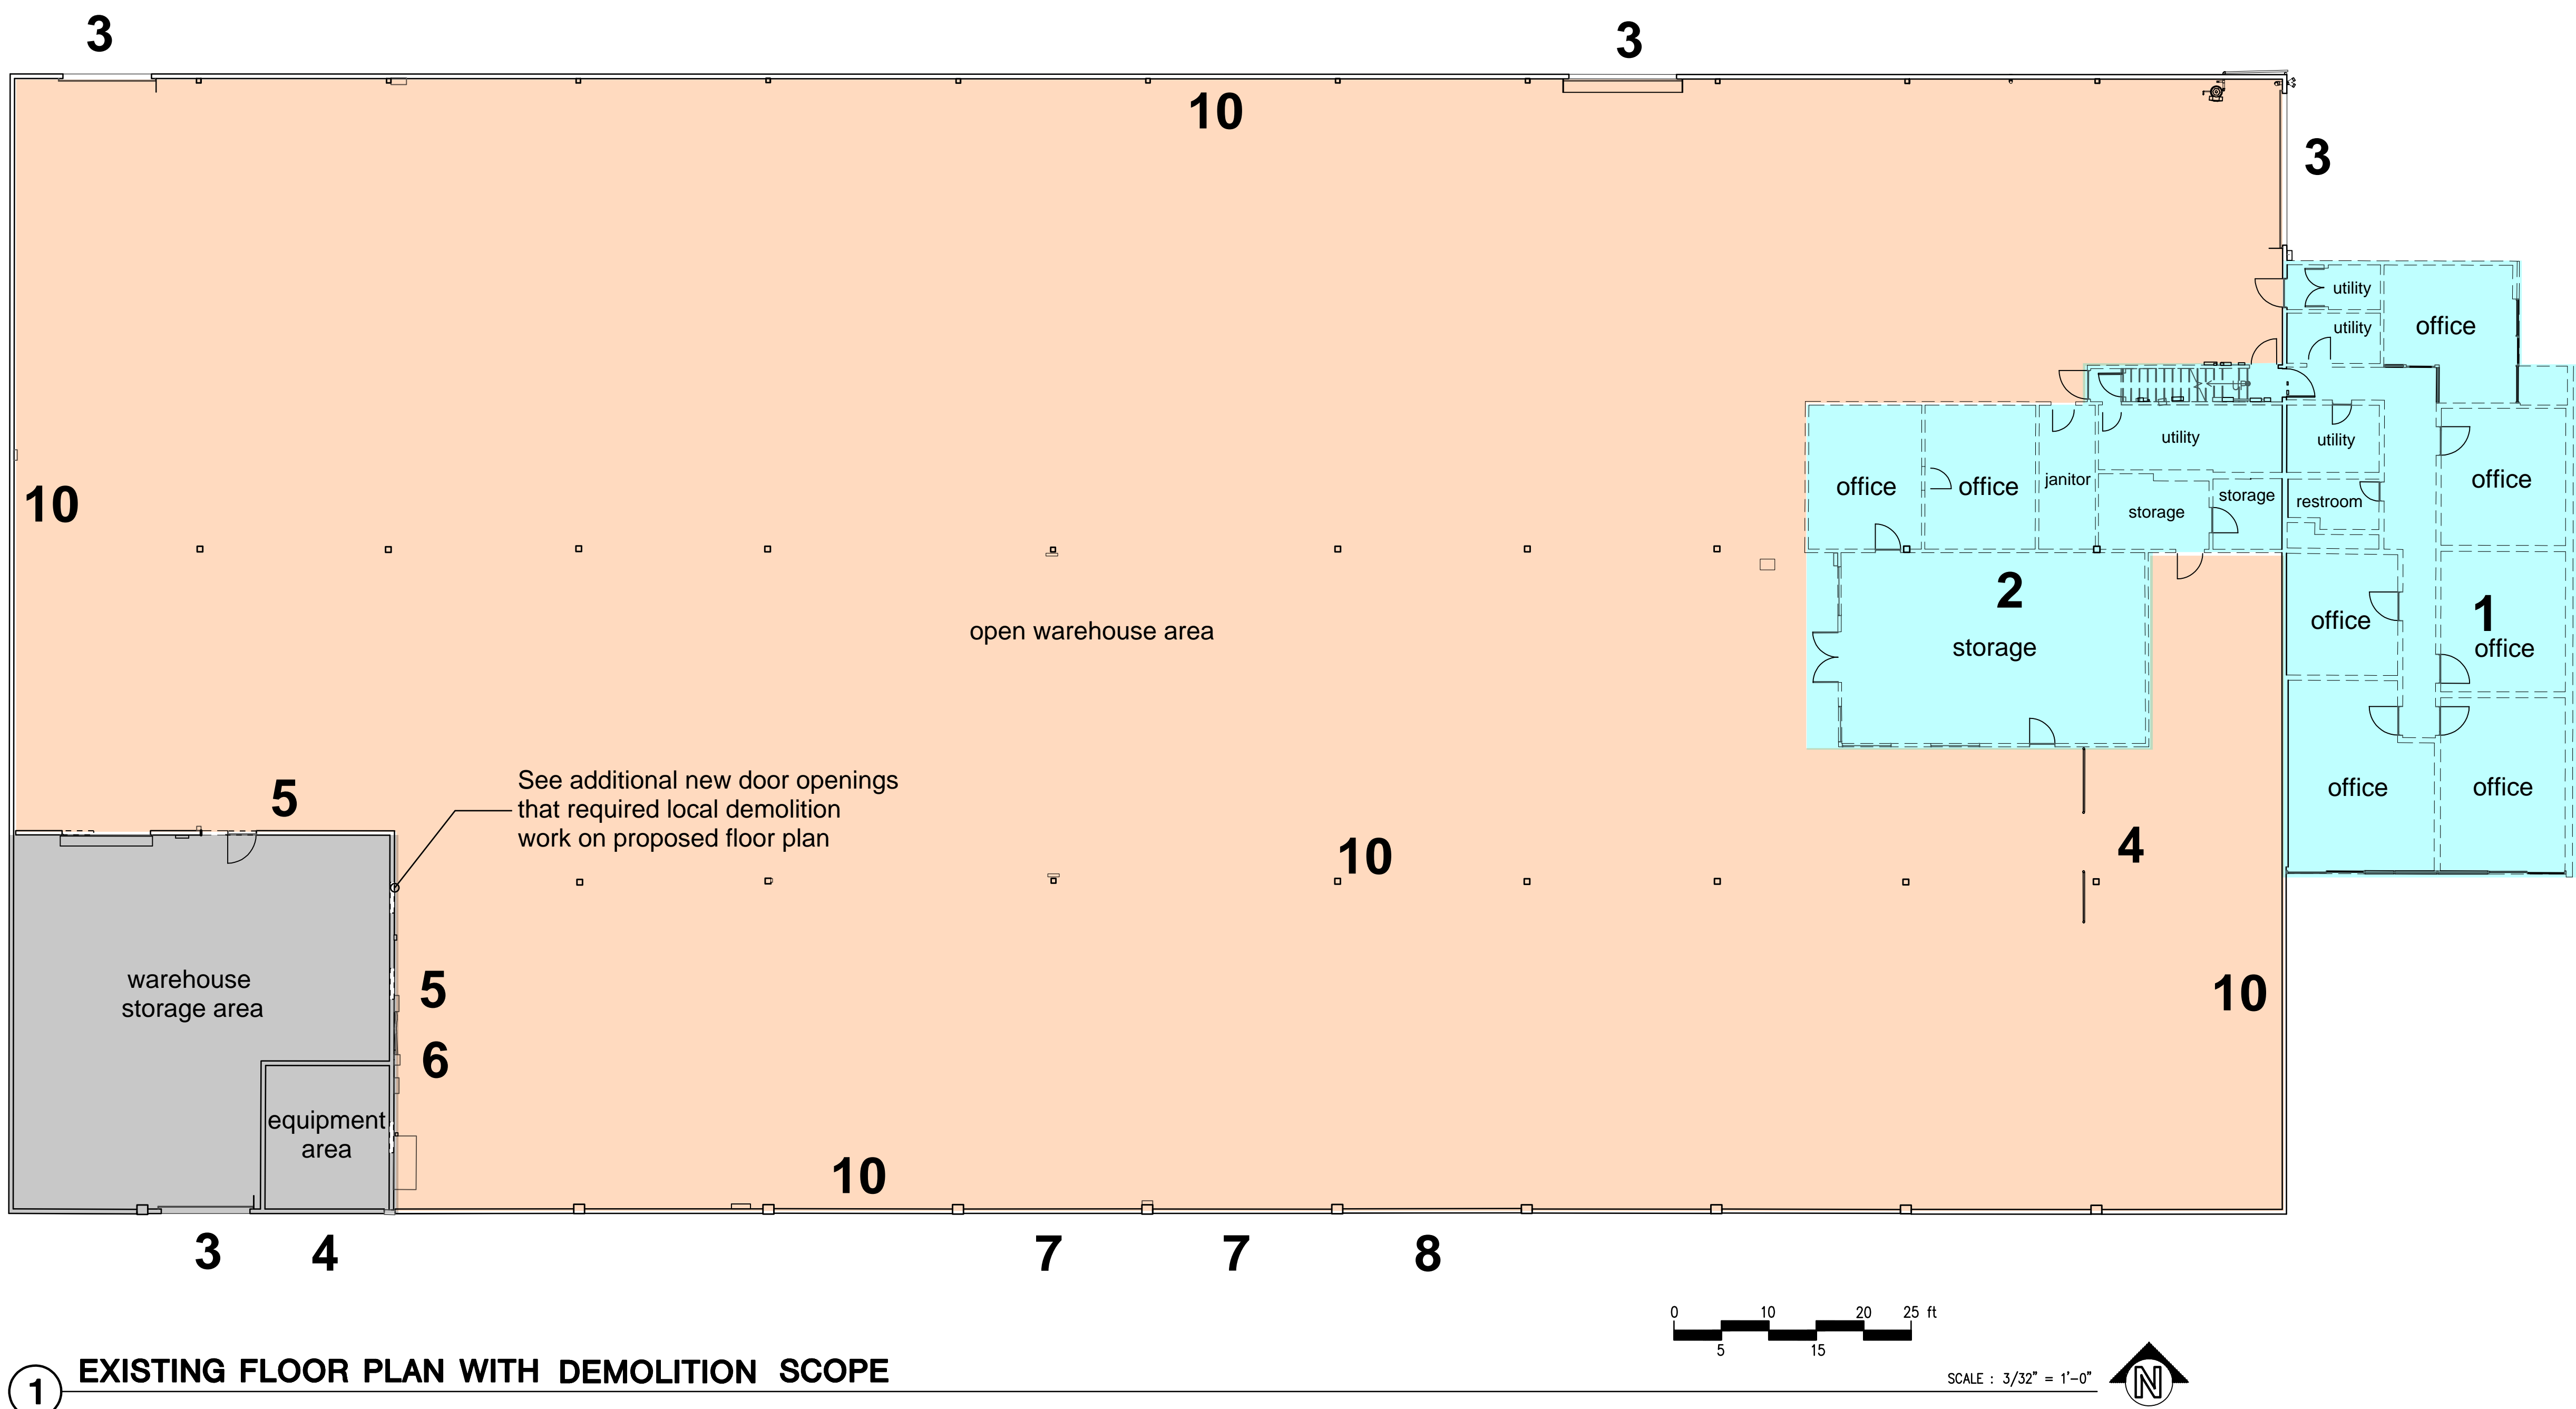 3
3
10
3
utility
utility
office
10
office
office
janitor
utility
storage
storage
utility
restroom
office
2
storage
open warehouse area
office
1
office
5
See additional new door openings
that required local demolition
work on proposed floor plan
10
4
office
office
warehouse
storage area
5
6
10
equipment
area
10
3
4
7
7
8
0
10
20
25 ft
5
15
1
EXISTING FLOOR PLAN WITH DEMOLITION SCOPE
SCALE : 3/32" = 1'-0"
N